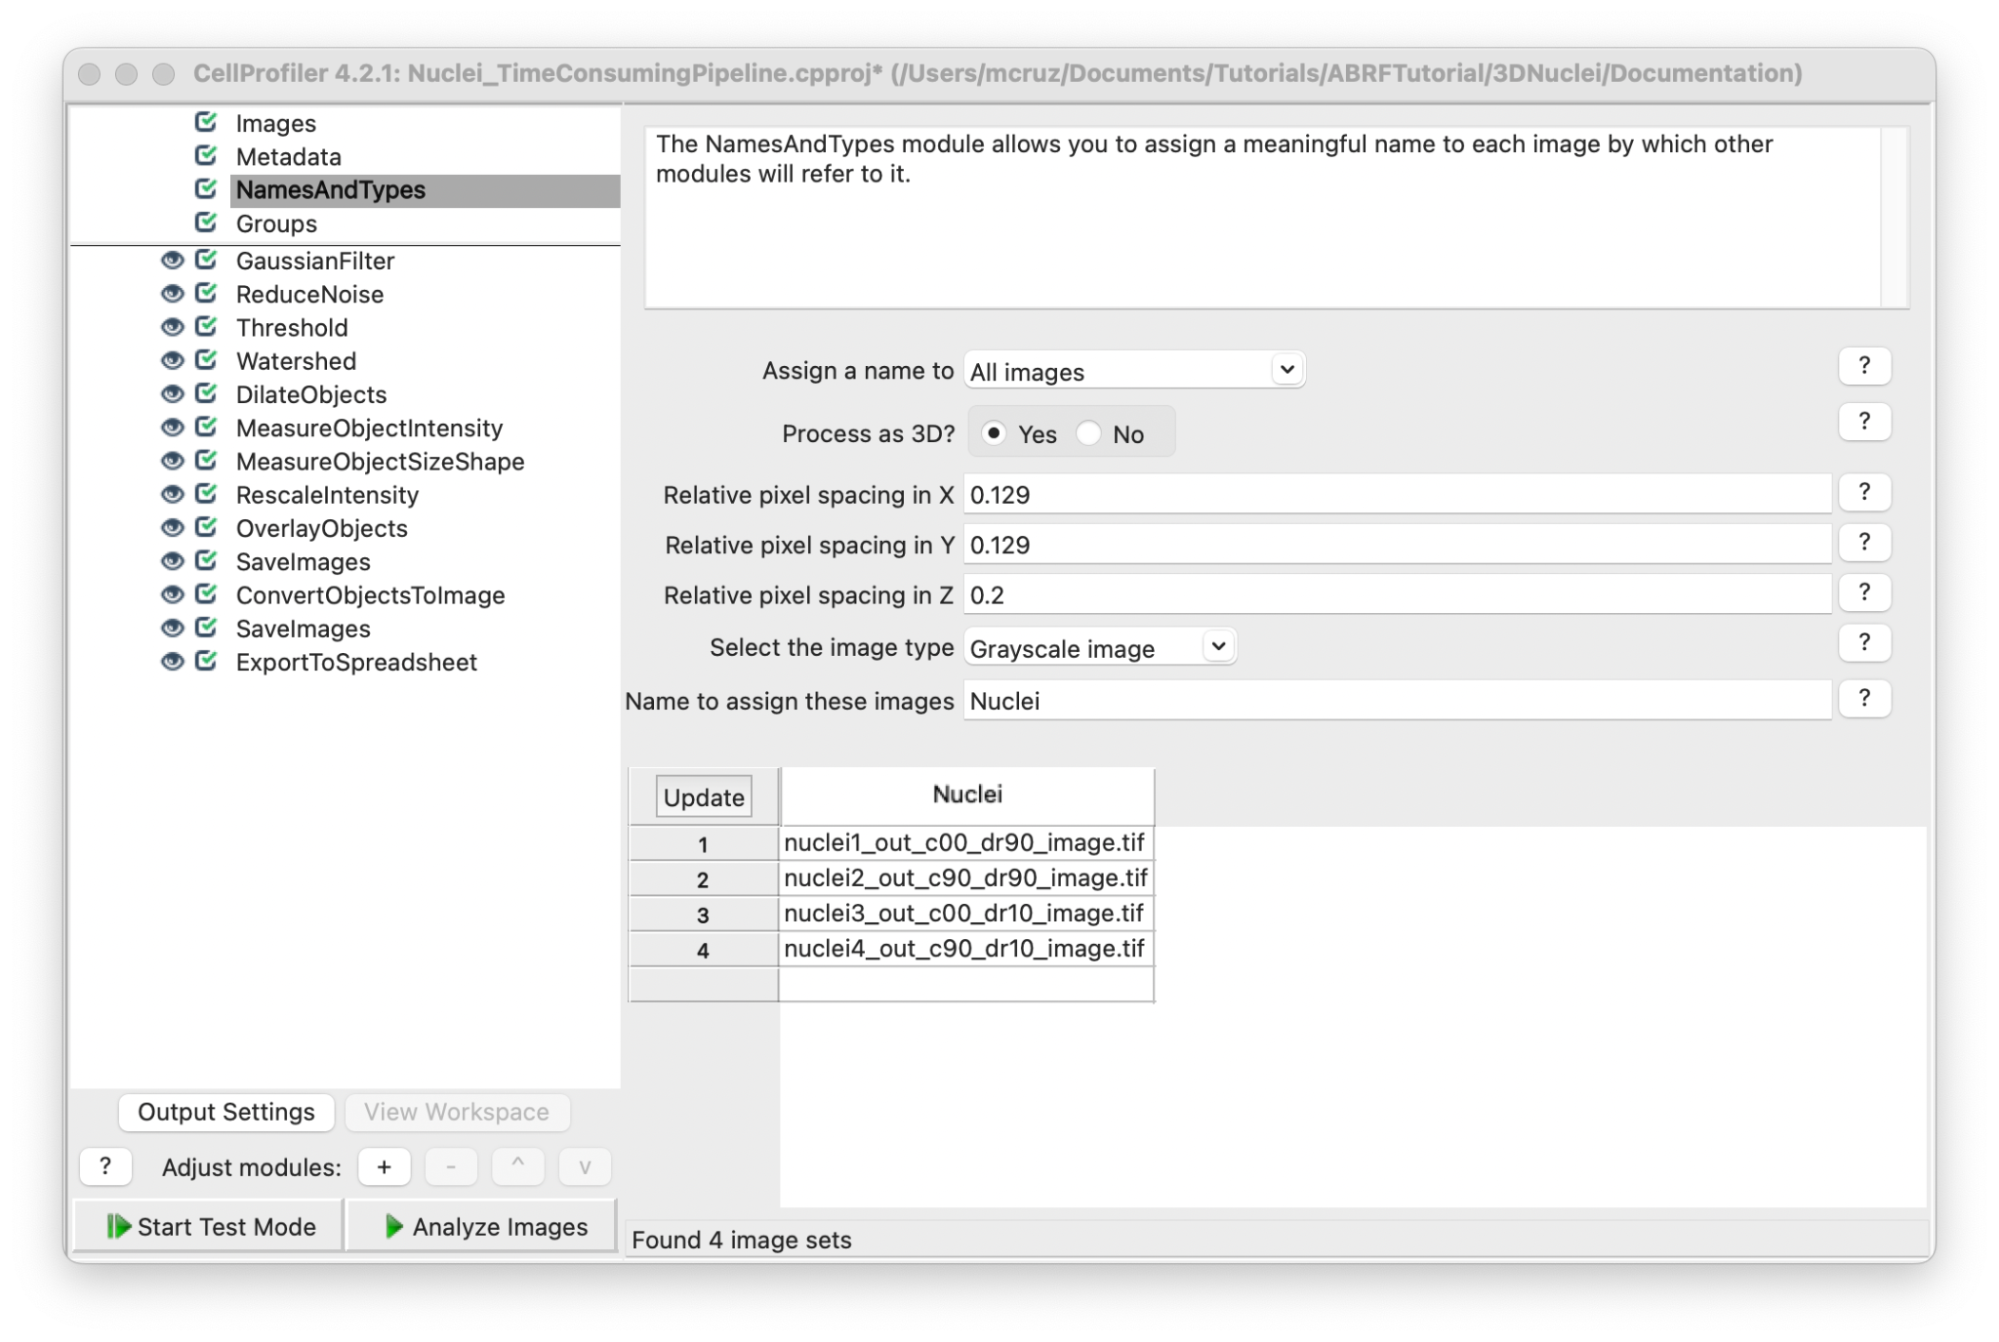 CellProfiler 4.2.1: Nuclei_TimeConsumingPipeline.cpproj* (/Users/mcruz/Documents/Tutorials/ABRFTutorial/3DNuclei/Documentation)
Images
Metadata
NamesAndTypes
Groups
GaussianFilter
ReduceNoise
Threshold
Watershed
DilateObjects
MeasureObjectIntensity
MeasureObjectSizeShape
RescaleIntensity
OverlayObjects
SaveImages
ConvertObjectsToImage
SaveImages
ExportToSpreadsheet
Output Settings View Workspace
? Adjust modules: + - ^ v
Start Test Mode Analyze Images
The NamesAndTypes module allows you to assign a meaningful name to each image by which other
modules will refer to it.
Assign a name to All images ?
Process as 3D? Yes No ?
Relative pixel spacing in X 0.129 ?
Relative pixel spacing in Y 0.129 ?
Relative pixel spacing in Z 0.2 ?
Select the image type Grayscale image ?
Name to assign these images Nuclei ?
Update Nuclei
1 nuclei1_out_c00_dr90_image.tif
2 nuclei2_out_c90_dr90_image.tif
3 nuclei3_out_c00_dr10_image.tif
4 nuclei4_out_c90_dr10_image.tif
Found 4 image sets